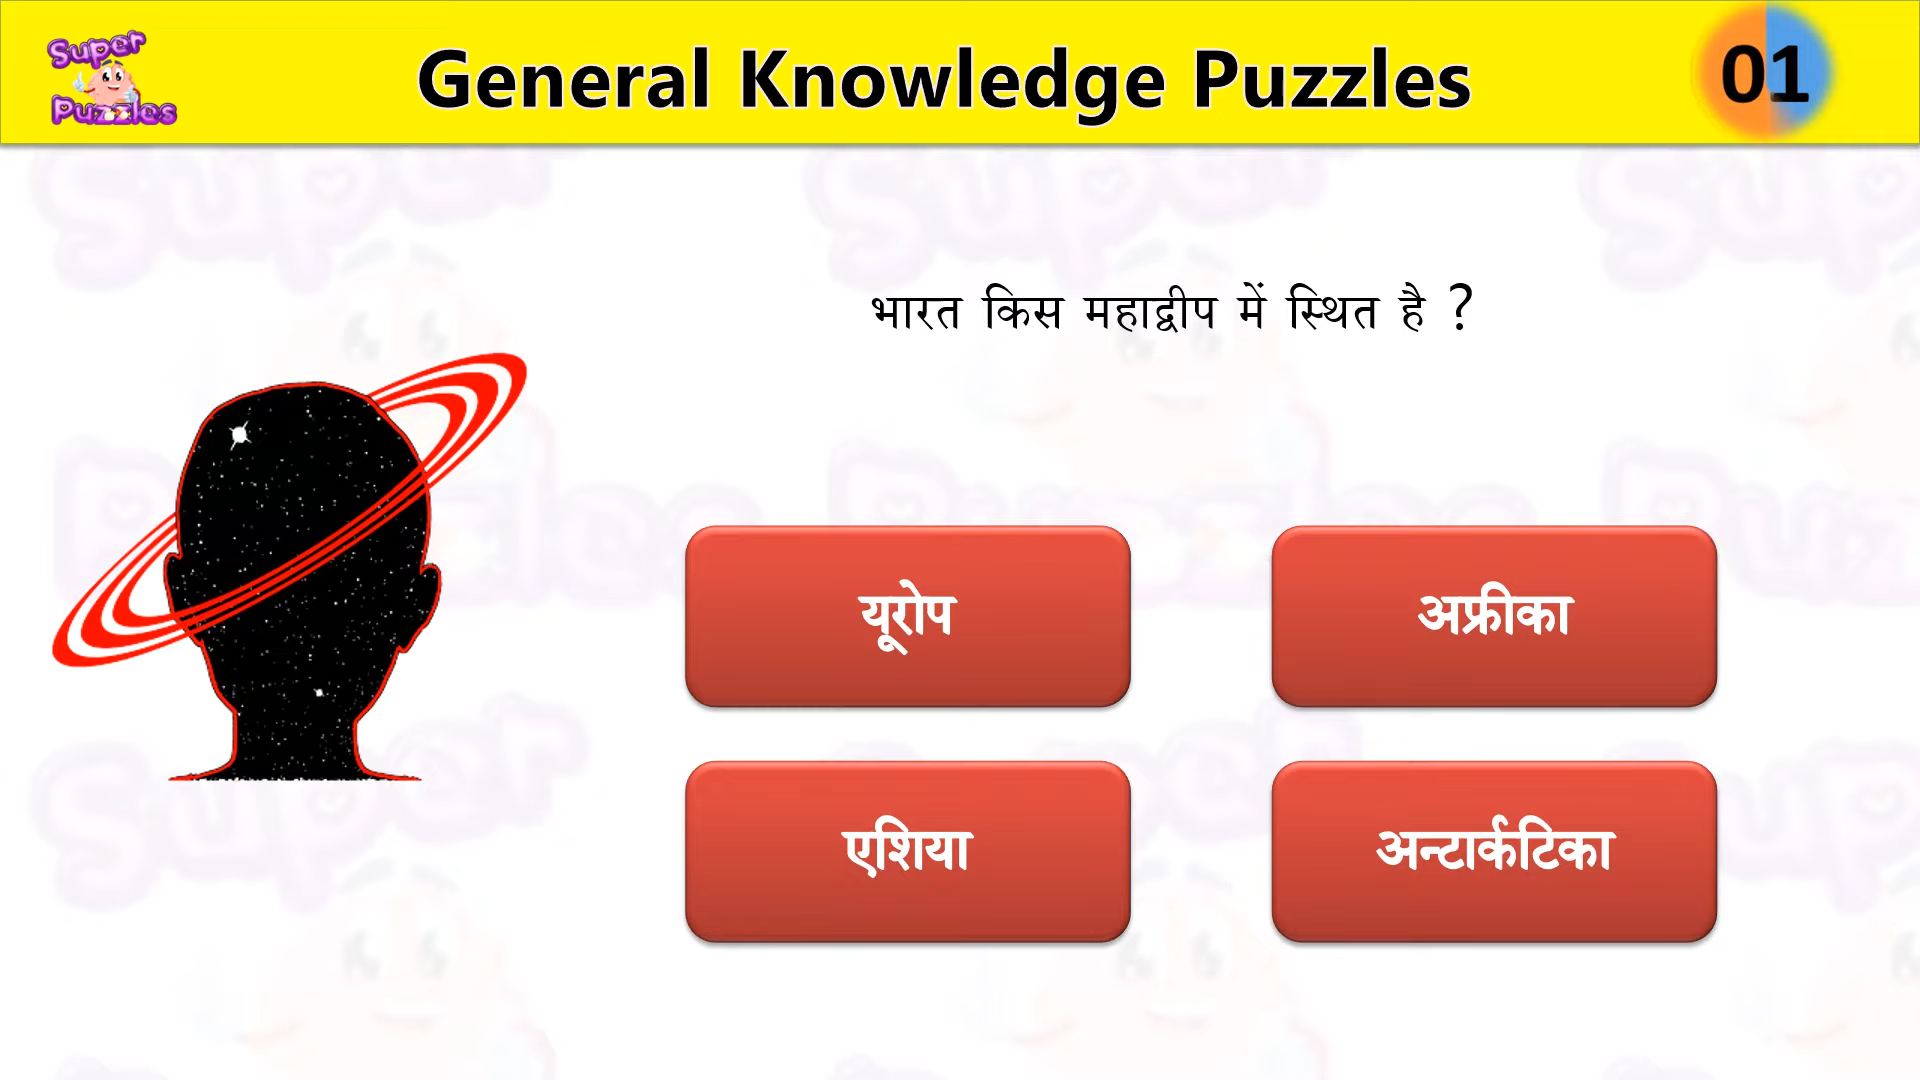 Super
Puzzles
General Knowledge Puzzles
01
भारत किस महाद्वीप में स्थित है ?
यूरोप
अफ्रीका
एशिया
अन्टार्कटिका